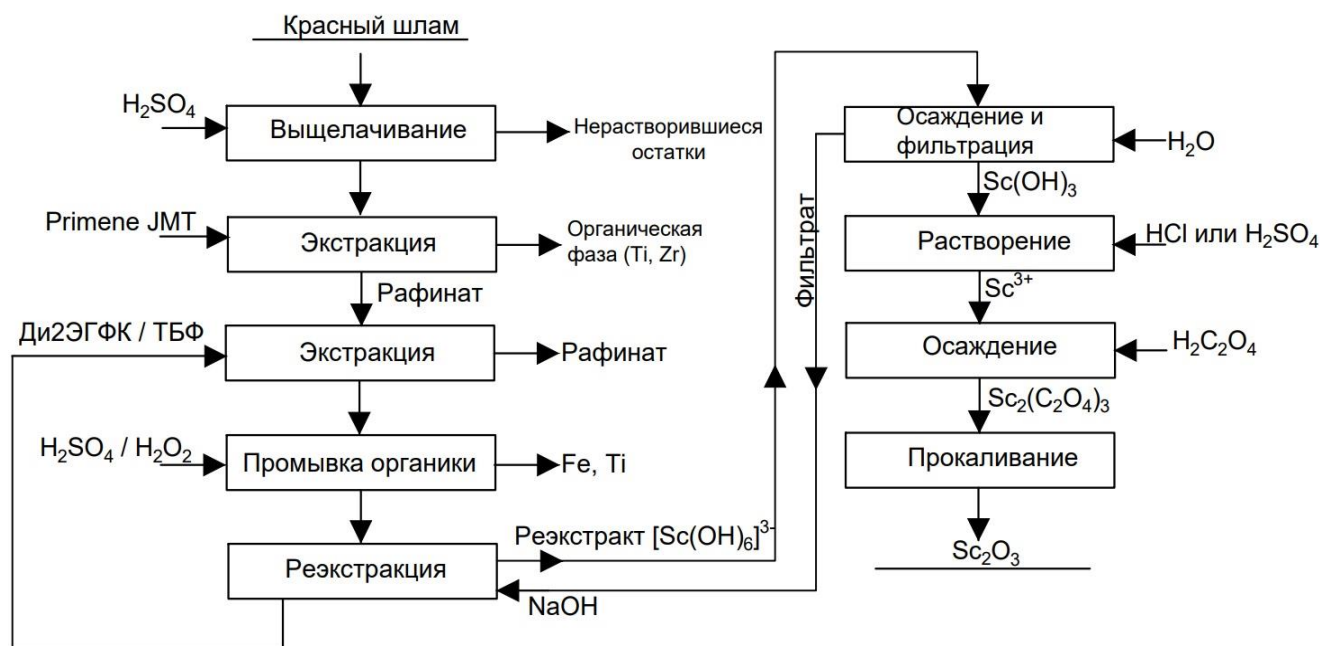 Красный шлам
H₂SO₄
Выщелачивание
Нерастворившиеся
остатки
Primene JMT
Экстракция
Органическая
фаза (Ti, Zr)
Рафинат
Ди2ЭГФК / ТБФ
Экстракция
Рафинат
H₂SO₄ / H₂O₂
Промывка органики
Fe, Ti
Реэкстракция
Реэкстракт [Sc(OH)₆]³⁻
NaOH
Фильтрат
Осаждение и
фильтрация
H₂O
Sc(OH)₃
Растворение
HCl или H₂SO₄
Sc³⁺
Осаждение
H₂C₂O₄
Sc₂(C₂O₄)₃
Прокаливание
Sc₂O₃